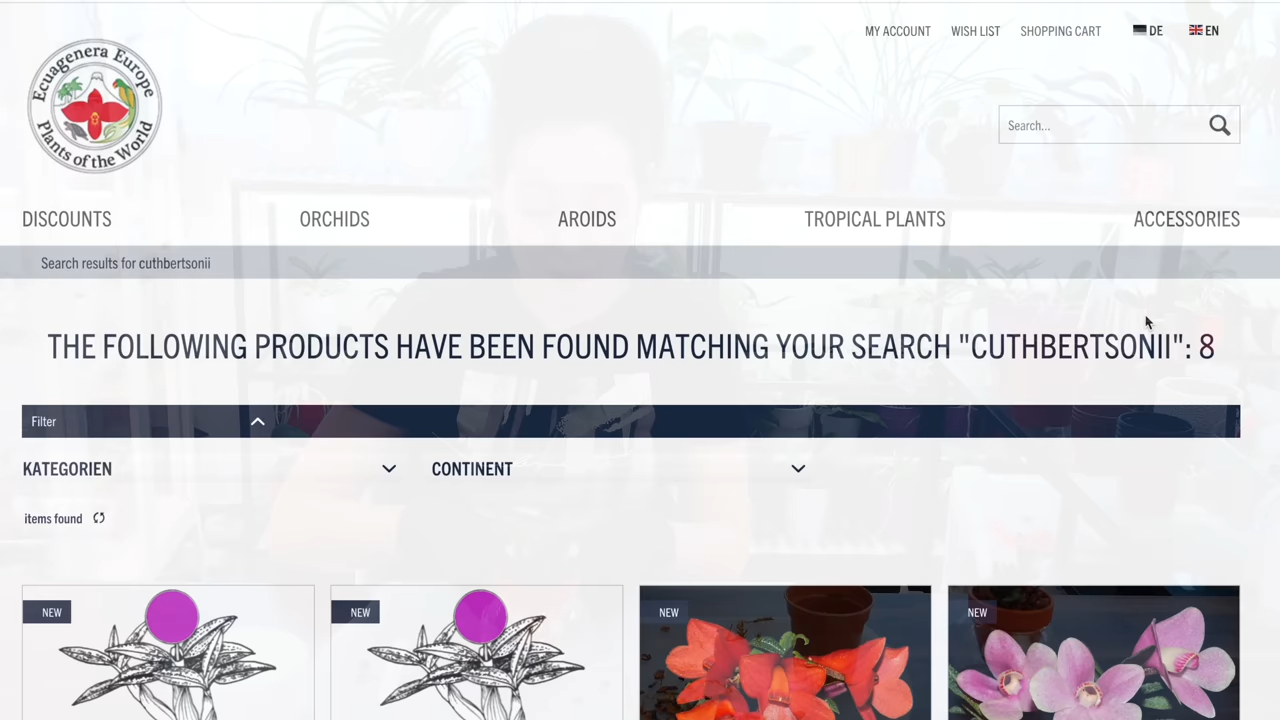 MY ACCOUNT WISH LIST SHOPPING CART DE EN
Ecuagenera Europe
Plants of the World
Search...
DISCOUNTS ORCHIDS AROIDS TROPICAL PLANTS ACCESSORIES
Search results for cuthbertsonii
THE FOLLOWING PRODUCTS HAVE BEEN FOUND MATCHING YOUR SEARCH "CUTHBERTSONII": 8
Filter
KATEGORIEN CONTINENT
items found
NEW NEW NEW NEW